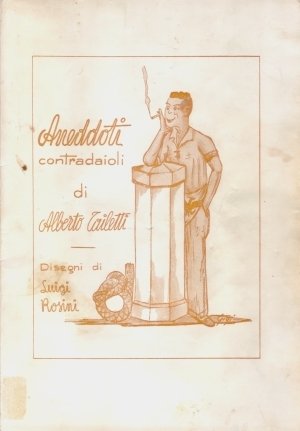 Aneddoti
contradaioli
di
Alberto Tailetti
Disegni di
Luigi
Rosini